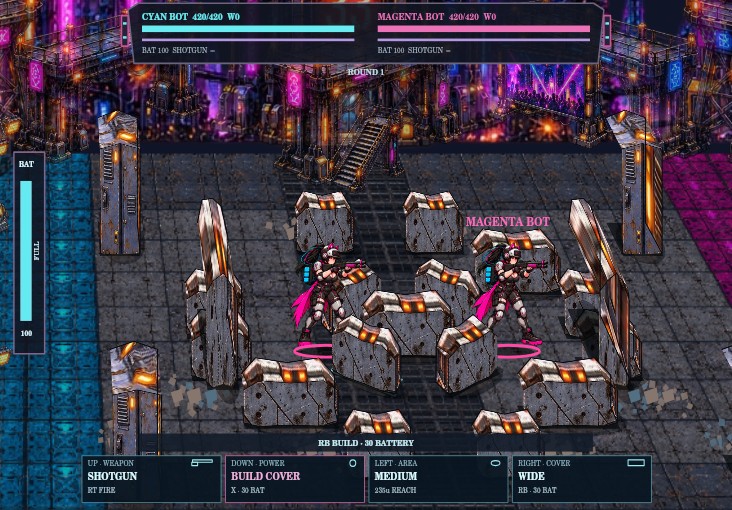 CYAN BOT 420/420 W0
BAT 100 SHOTGUN ∞
MAGENTA BOT 420/420 W0
BAT 100 SHOTGUN ∞
ROUND 1
BAT
FULL
100
MAGENTA BOT
RB BUILD · 30 BATTERY
UP · WEAPON
SHOTGUN
RT FIRE
DOWN · POWER
BUILD COVER
X · 30 BAT
LEFT · AREA
MEDIUM
235u REACH
RIGHT · COVER
WIDE
RB · 30 BAT